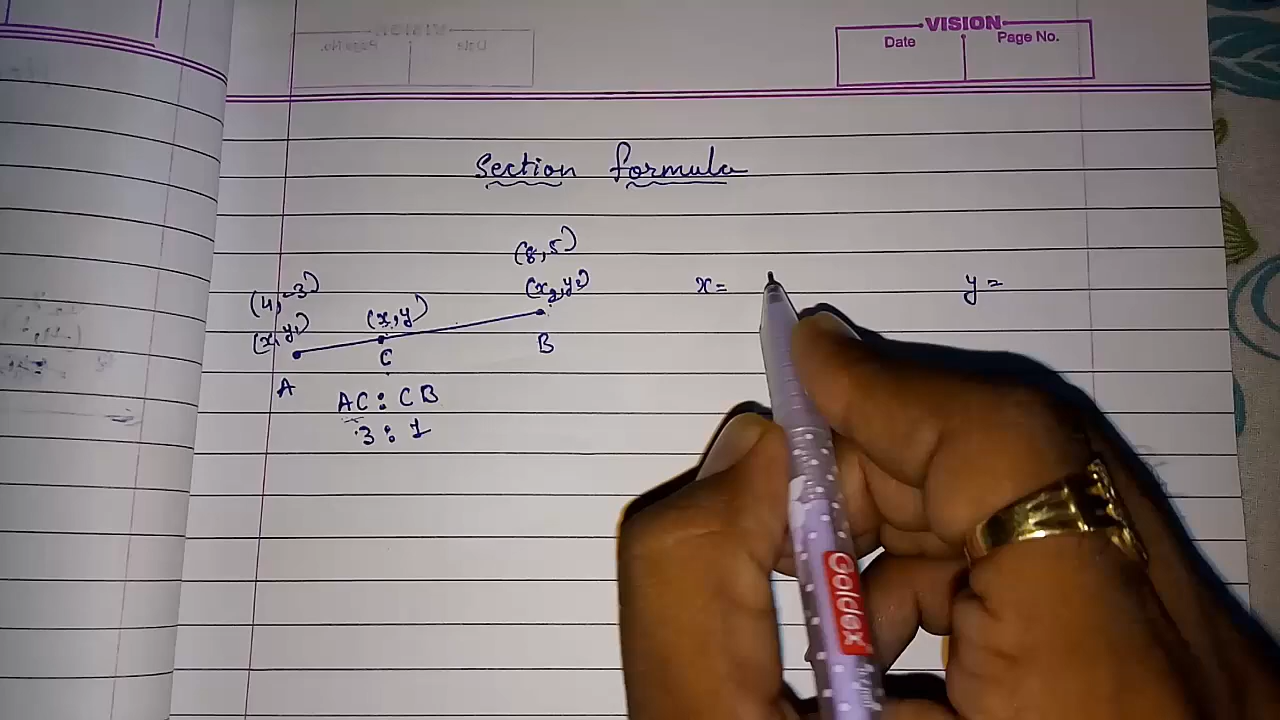 VISION
Date Page No.
Section formula
(8,5)
(4,-3) (x₂,y₂) x= y=
(x₁,y₁) (x,y)
C B
A AC : CB
3 : 1
Goldex